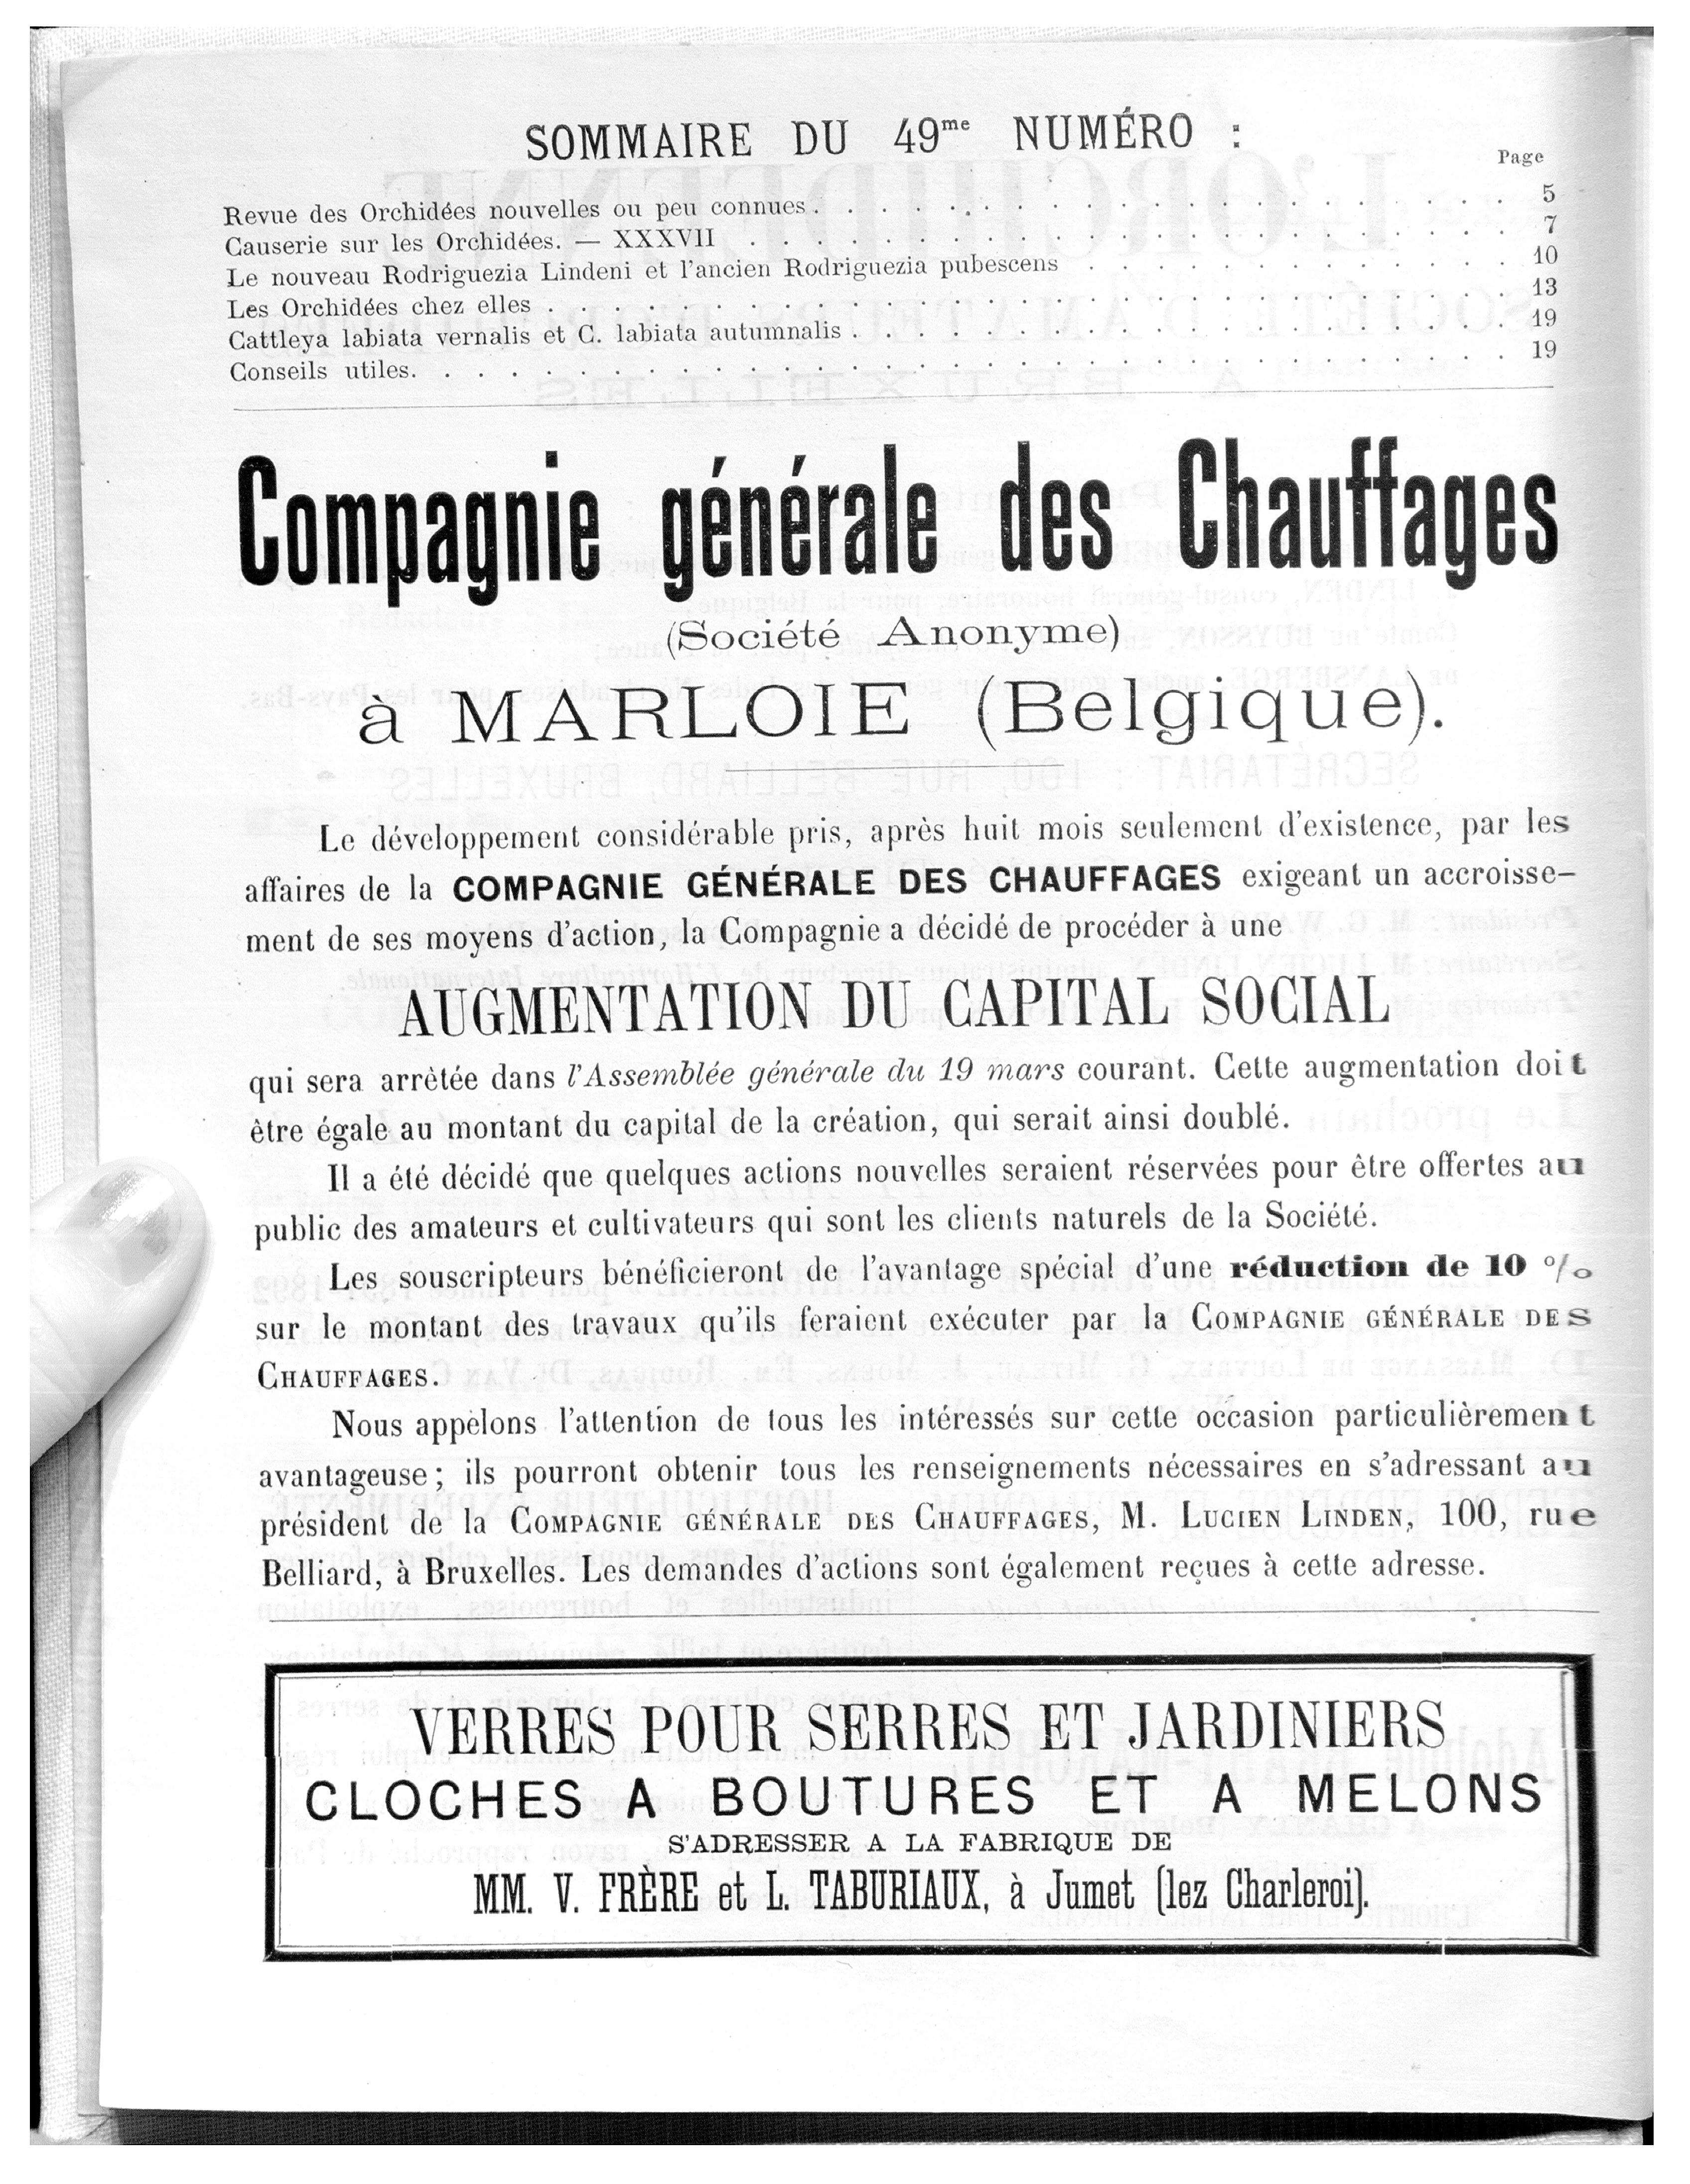 SOMMAIRE DU 49me NUMÉRO :
Page
Revue des Orchidées nouvelles ou peu connues . . . . . . . . . . . . . . . . . . . . . 5
Causerie sur les Orchidées. — XXXVII . . . . . . . . . . . . . . . . . . . . . . . 7
Le nouveau Rodriguezia Lindeni et l'ancien Rodriguezia pubescens . . . . . . . . . . . . . 10
Les Orchidées chez elles . . . . . . . . . . . . . . . . . . . . . . . . . . . . . 13
Cattleya labiata vernalis et C. labiata autumnalis . . . . . . . . . . . . . . . . . . . . 19
Conseils utiles. . . . . . . . . . . . . . . . . . . . . . . . . . . . . . . . . 19
Compagnie générale des Chauffages
(Société Anonyme)
à MARLOIE (Belgique).
Le développement considérable pris, après huit mois seulement d'existence, par les
affaires de la COMPAGNIE GÉNÉRALE DES CHAUFFAGES exigeant un accroisse-
ment de ses moyens d'action, la Compagnie a décidé de procéder à une
AUGMENTATION DU CAPITAL SOCIAL
qui sera arrêtée dans l'Assemblée générale du 19 mars courant. Cette augmentation doit
être égale au montant du capital de la création, qui serait ainsi doublé.
Il a été décidé que quelques actions nouvelles seraient réservées pour être offertes au
public des amateurs et cultivateurs qui sont les clients naturels de la Société.
Les souscripteurs bénéficieront de l'avantage spécial d'une réduction de 10 %
sur le montant des travaux qu'ils feraient exécuter par la COMPAGNIE GÉNÉRALE DES
CHAUFFAGES.
Nous appelons l'attention de tous les intéressés sur cette occasion particulièrement
avantageuse; ils pourront obtenir tous les renseignements nécessaires en s'adressant au
président de la COMPAGNIE GÉNÉRALE DES CHAUFFAGES, M. LUCIEN LINDEN, 100, rue
Belliard, à Bruxelles. Les demandes d'actions sont également reçues à cette adresse.
VERRES POUR SERRES ET JARDINIERS
CLOCHES A BOUTURES ET A MELONS
S'ADRESSER A LA FABRIQUE DE
MM. V. FRÈRE et L. TABURIAUX, à Jumet (lez Charleroi).